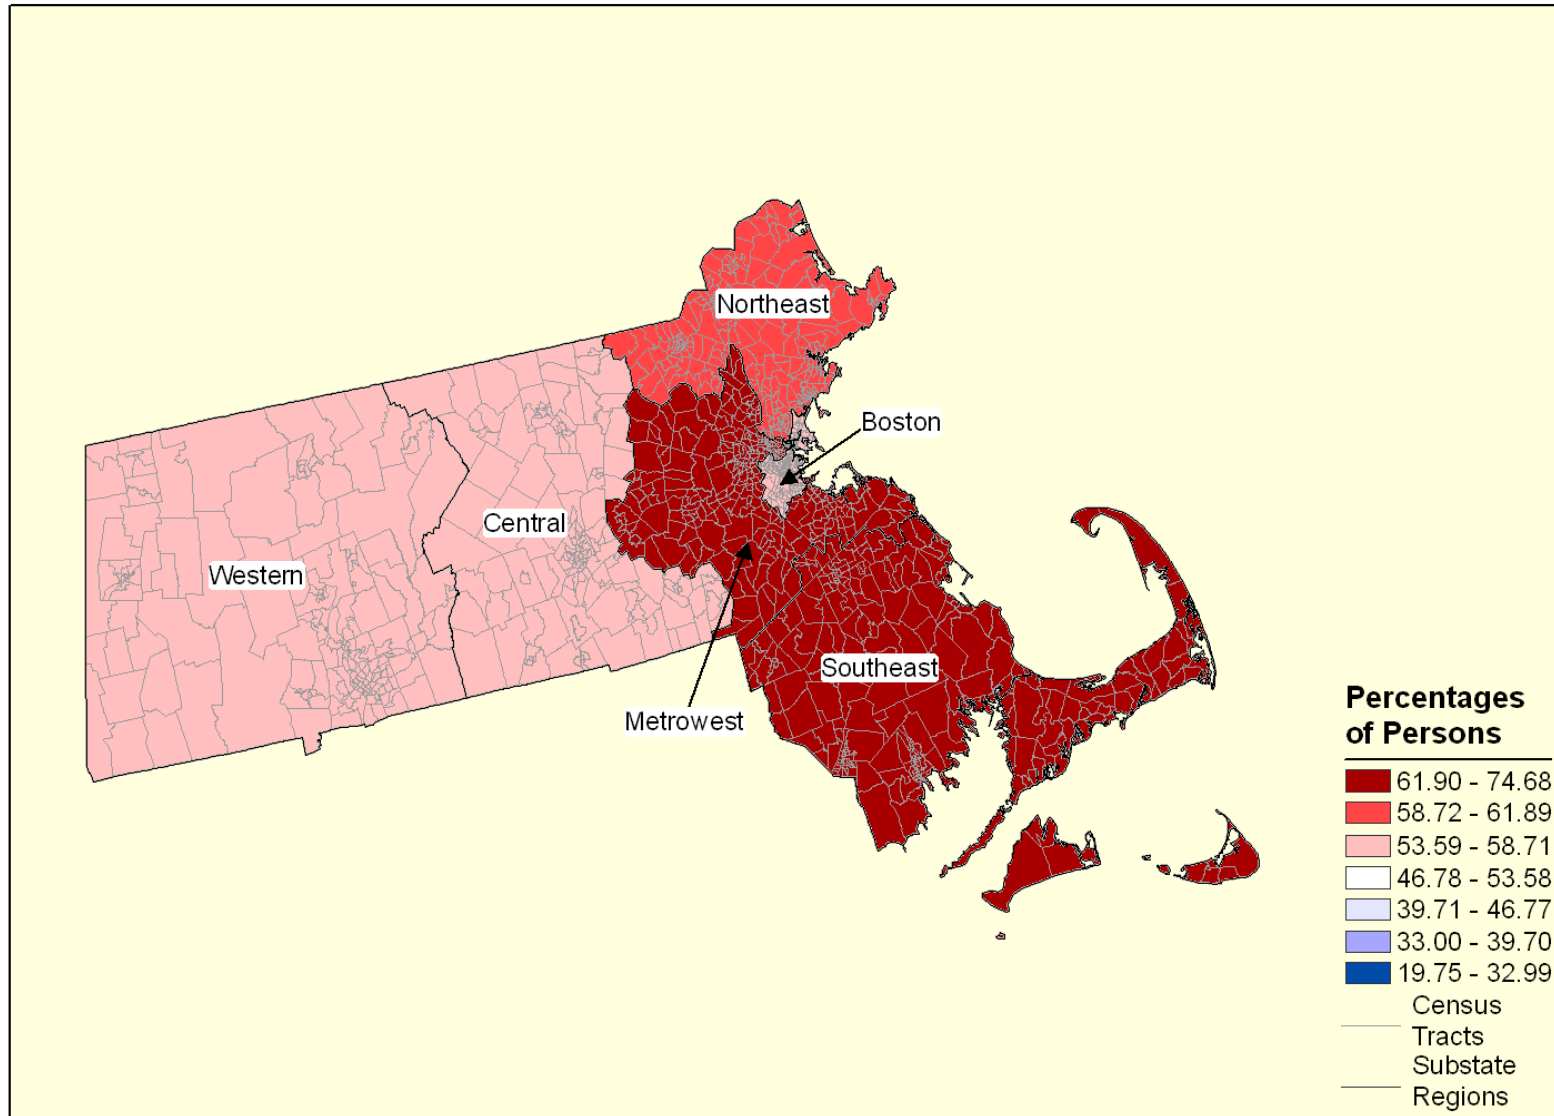 Northeast
Boston
Central
Western
Southeast
Metrowest
Percentages
of Persons
61.90 - 74.68
58.72 - 61.89
53.59 - 58.71
46.78 - 53.58
39.71 - 46.77
33.00 - 39.70
19.75 - 32.99
Census
Tracts
Substate
Regions